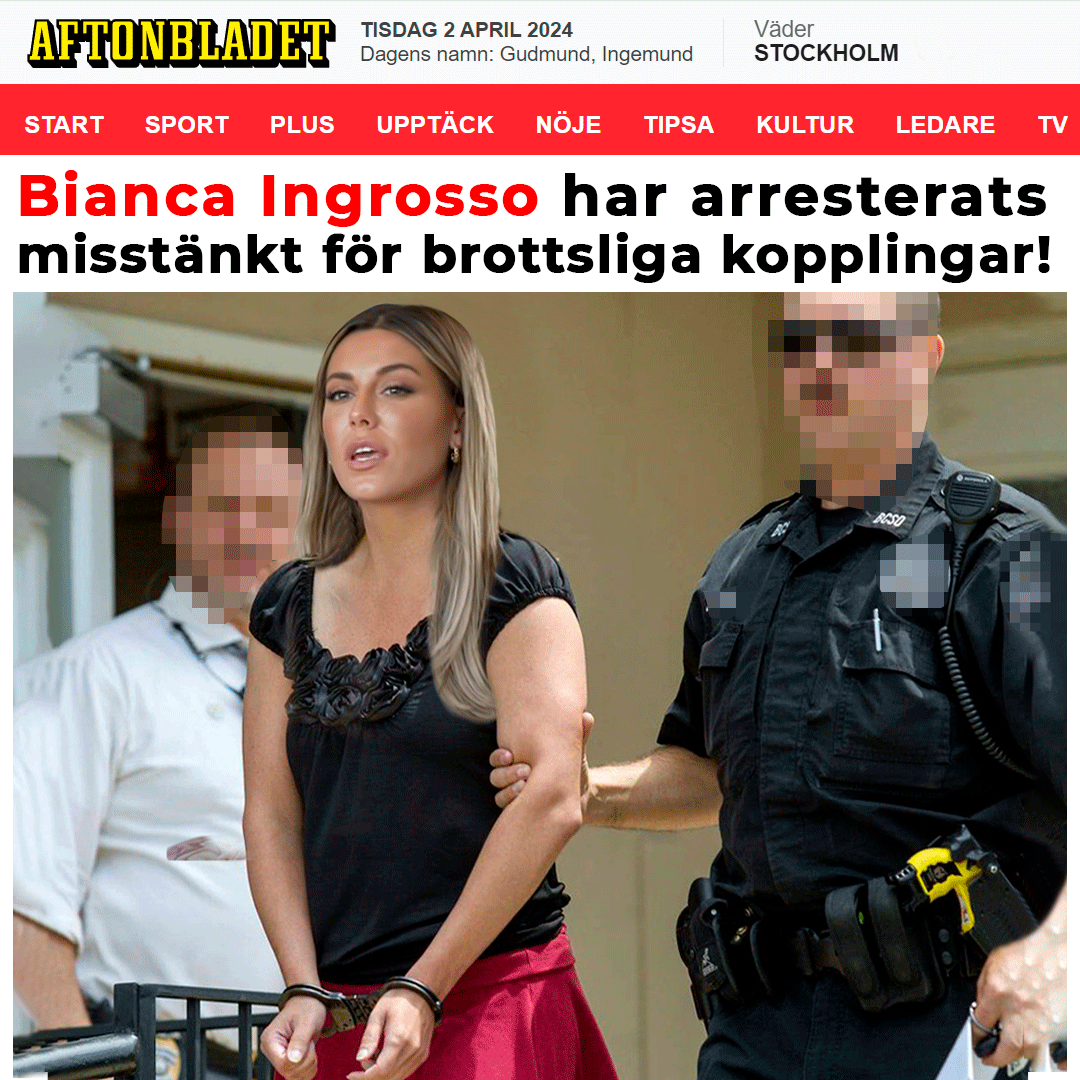 AFTONBLADET
TISDAG 2 APRIL 2024
Dagens namn: Gudmund, Ingemund
Väder
STOCKHOLM
START SPORT PLUS UPPTÄCK NÖJE TIPSA KULTUR LEDARE TV
Bianca Ingrosso har arresterats
misstänkt för brottsliga kopplingar!
MOTOROLA
BCSO